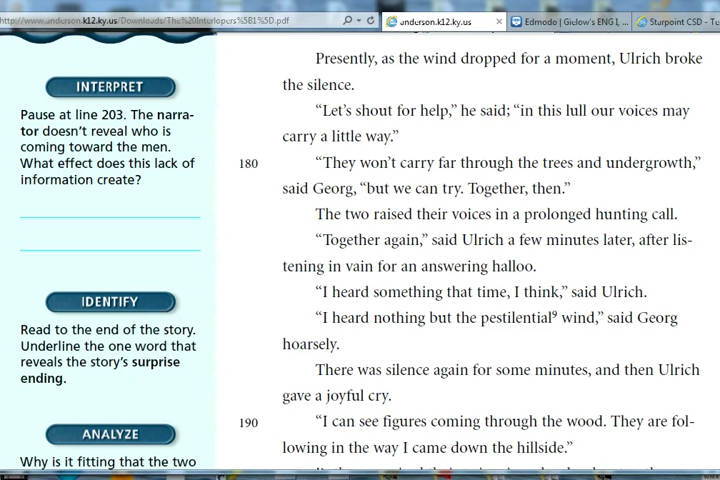 http://www.underson.k12.ky.us/Downloads/The%20Interlopers%5B1%5D.pdf
underson.k12.ky.us
Edmodo | Gielow's ENG I, ...
Sturpoint CSD - Te
INTERPRET
Pause at line 203. The narra-
tor doesn't reveal who is
coming toward the men.
What effect does this lack of
information create?
IDENTIFY
Read to the end of the story.
Underline the one word that
reveals the story's surprise
ending.
ANALYZE
Why is it fitting that the two
Presently, as the wind dropped for a moment, Ulrich broke
the silence.
"Let's shout for help," he said; "in this lull our voices may
carry a little way."
180 "They won't carry far through the trees and undergrowth,"
said Georg, "but we can try. Together, then."
The two raised their voices in a prolonged hunting call.
"Together again," said Ulrich a few minutes later, after lis-
tening in vain for an answering halloo.
"I heard something that time, I think," said Ulrich.
"I heard nothing but the pestilential⁹ wind," said Georg
hoarsely.
There was silence again for some minutes, and then Ulrich
gave a joyful cry.
190 "I can see figures coming through the wood. They are fol-
lowing in the way I came down the hillside."